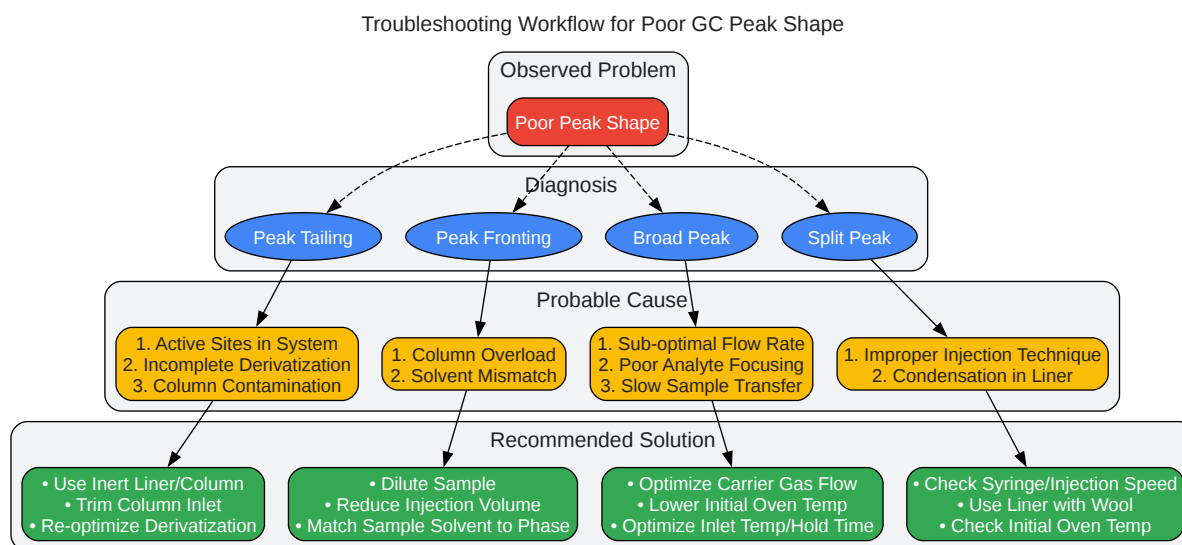 Troubleshooting Workflow for Poor GC Peak Shape
Observed Problem
Poor Peak Shape
Diagnosis
Peak Tailing
Peak Fronting
Broad Peak
Split Peak
Probable Cause
1. Active Sites in System
2. Incomplete Derivatization
3. Column Contamination
1. Column Overload
2. Solvent Mismatch
1. Sub-optimal Flow Rate
2. Poor Analyte Focusing
3. Slow Sample Transfer
1. Improper Injection Technique
2. Condensation in Liner
Recommended Solution
• Use Inert Liner/Column
• Trim Column Inlet
• Re-optimize Derivatization
• Dilute Sample
• Reduce Injection Volume
• Match Sample Solvent to Phase
• Optimize Carrier Gas Flow
• Lower Initial Oven Temp
• Optimize Inlet Temp/Hold Time
• Check Syringe/Injection Speed
• Use Liner with Wool
• Check Initial Oven Temp